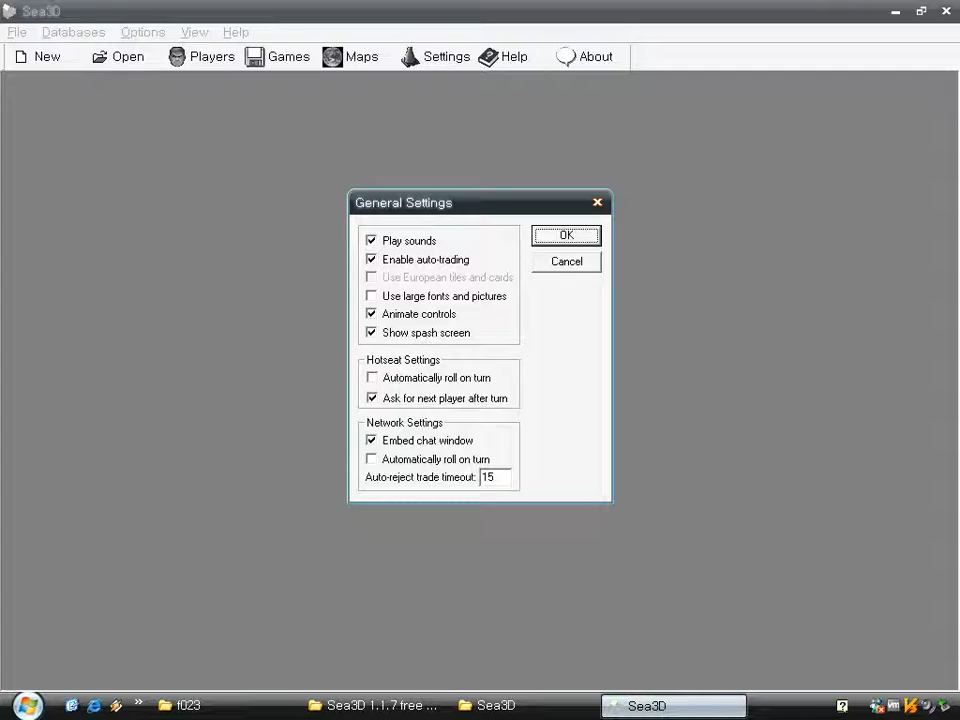 Sea3D
File Databases Options View Help
New Open Players Games Maps Settings Help About
General Settings
Play sounds
OK
Enable auto-trading
Cancel
Use European tiles and cards
Use large fonts and pictures
Animate controls
Show spash screen
Hotseat Settings
Automatically roll on turn
Ask for next player after turn
Network Settings
Embed chat window
Automatically roll on turn
Auto-reject trade timeout: 15
f023 Sea3D 1.1.7 free ... Sea3D Sea3D